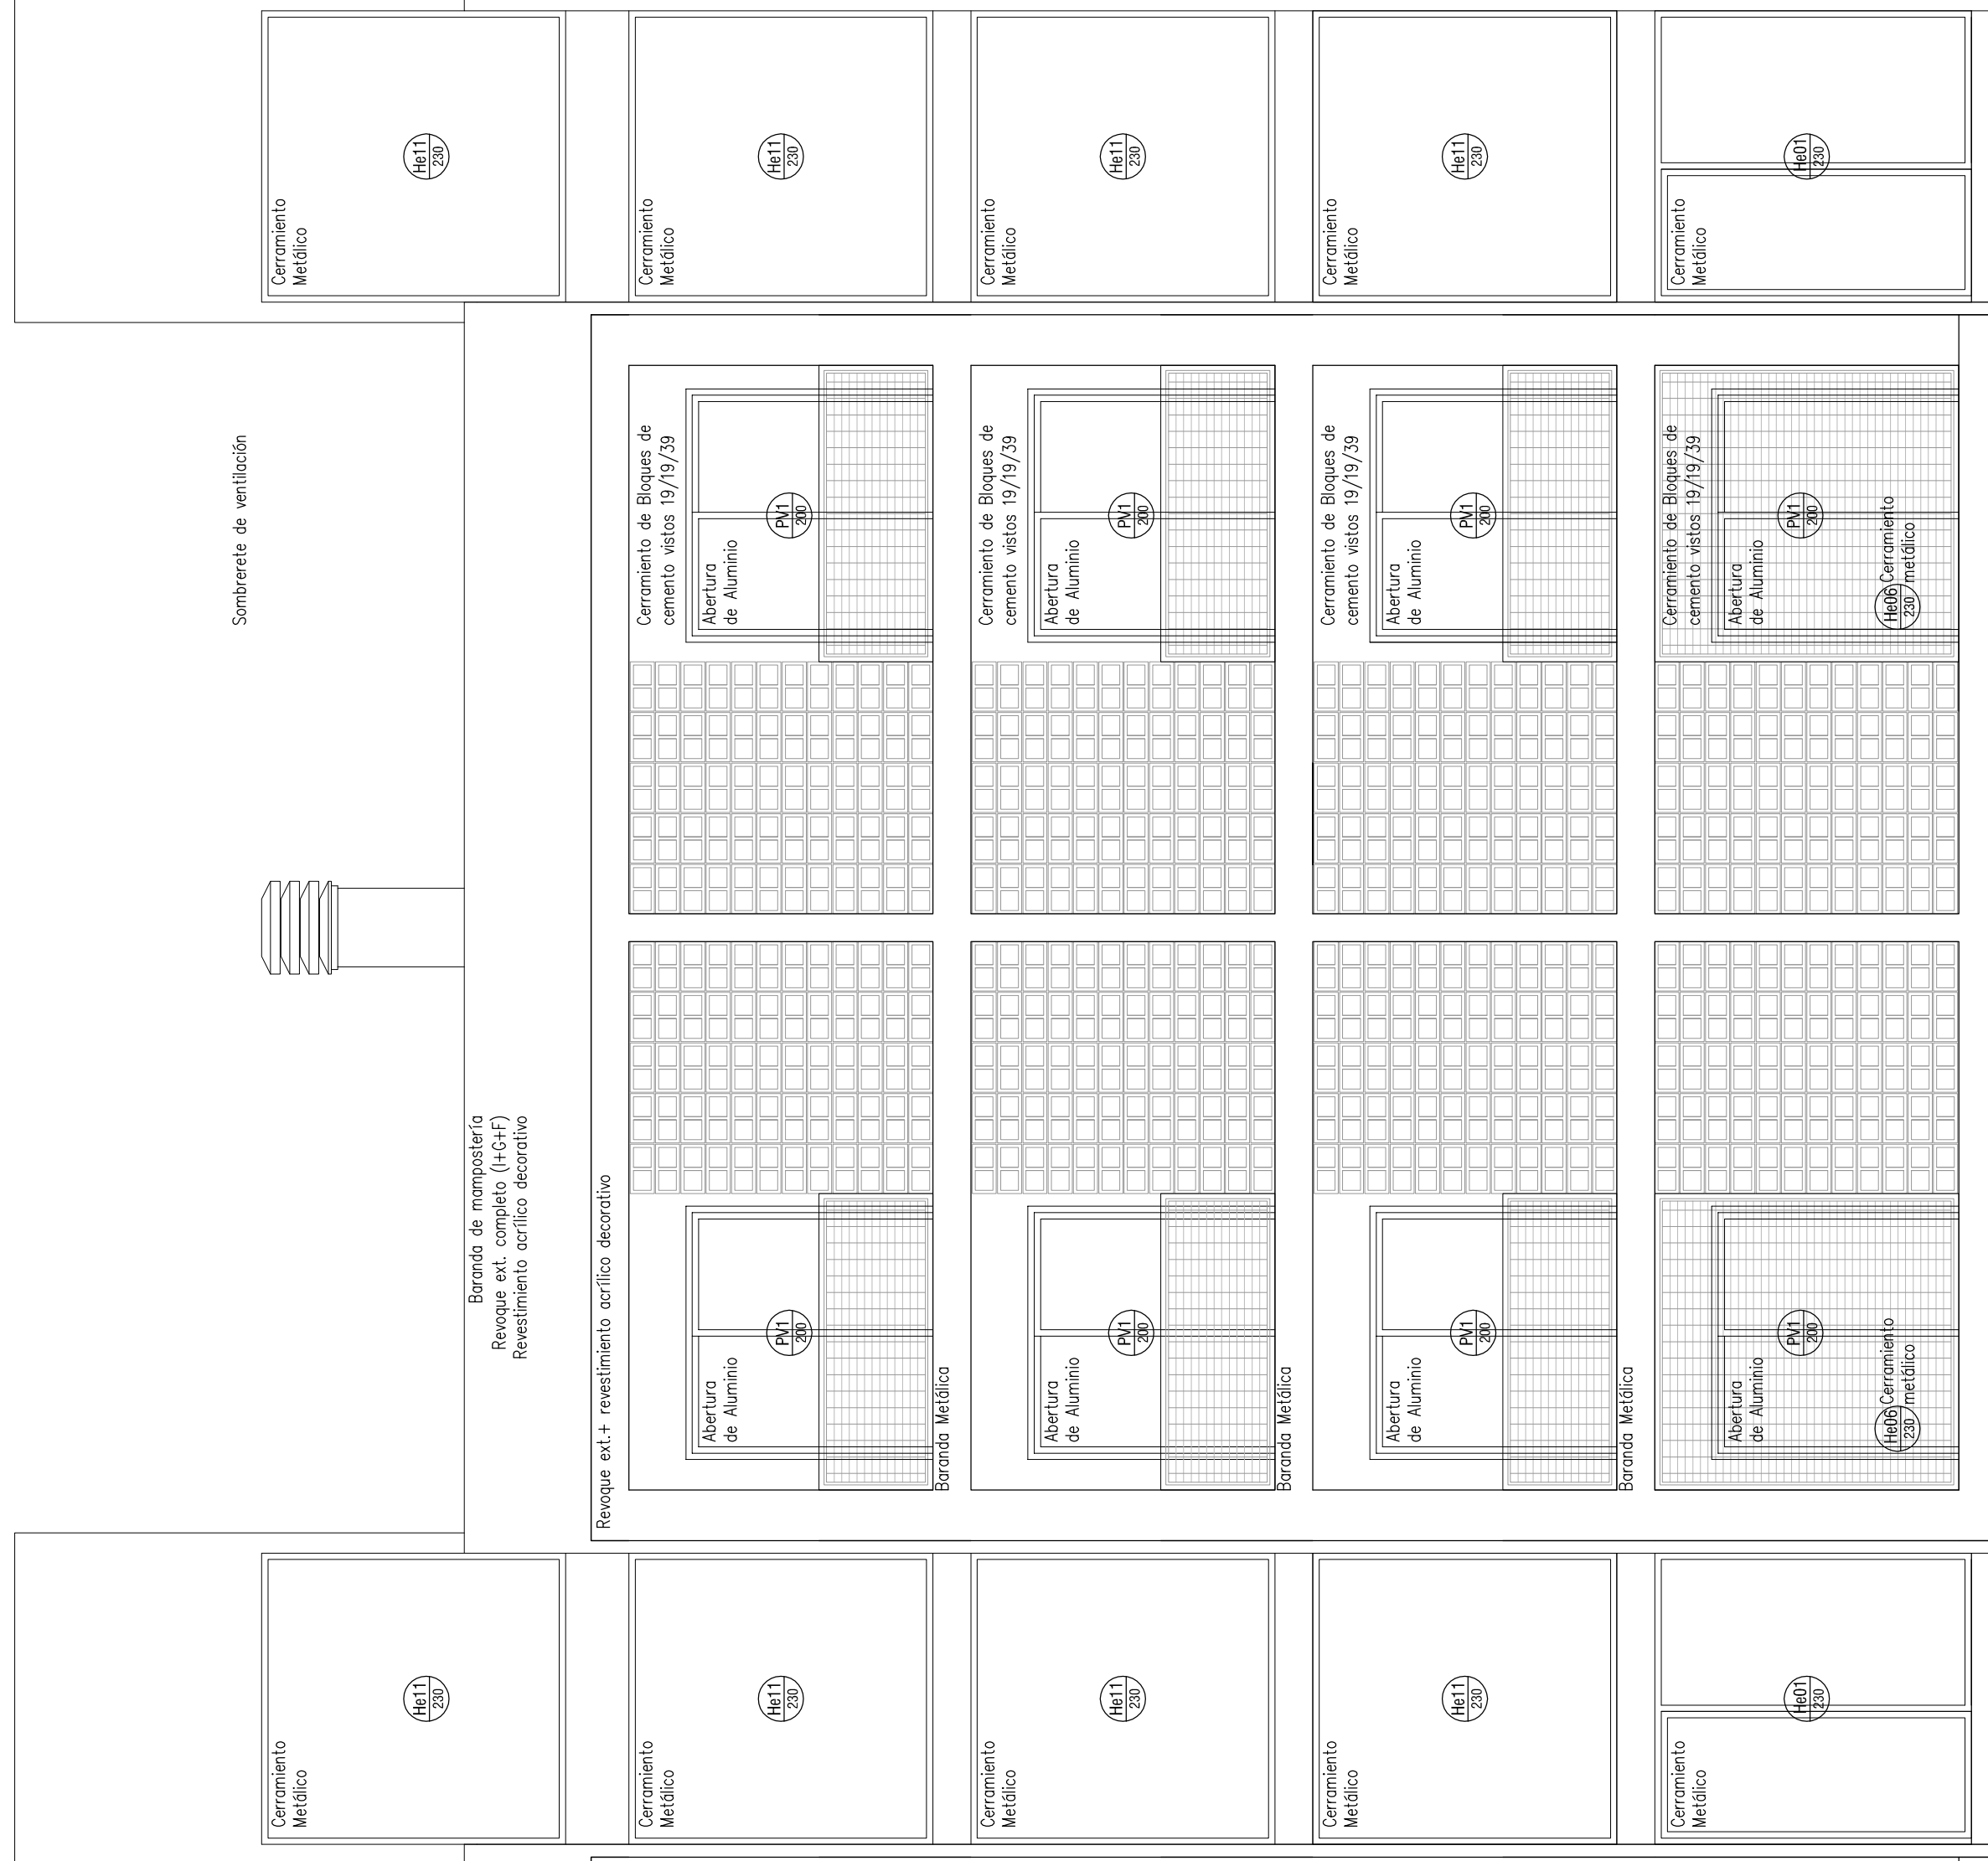 Sombrerete de ventilación
Cerramiento
Metálico
He11
230
Cerramiento
Metálico
He11
230
Baranda de mampostería
Revoque ext. completo (I+G+F)
Revestimiento acrílico decorativo
Revoque ext.+ revestimiento acrílico decorativo
Cerramiento
Metálico
He11
230
Abertura
de Aluminio
PV1
200
Cerramiento de Bloques de
cemento vistos 19/19/39
Abertura
de Aluminio
PV1
200
Cerramiento
Metálico
He11
230
Baranda Metálica
Cerramiento
Metálico
He11
230
Abertura
de Aluminio
PV1
200
Cerramiento de Bloques de
cemento vistos 19/19/39
Abertura
de Aluminio
PV1
200
Cerramiento
Metálico
He11
230
Baranda Metálica
Cerramiento
Metálico
He11
230
Abertura
de Aluminio
PV1
200
Cerramiento de Bloques de
cemento vistos 19/19/39
Abertura
de Aluminio
PV1
200
Cerramiento
Metálico
He11
230
Baranda Metálica
Cerramiento
Metálico
He01
230
Abertura
de Aluminio
PV1
200
He06 Cerramiento
230 metálico
Cerramiento de Bloques de
cemento vistos 19/19/39
Abertura
de Aluminio
PV1
200
He06 Cerramiento
230 metálico
Cerramiento
Metálico
He01
230